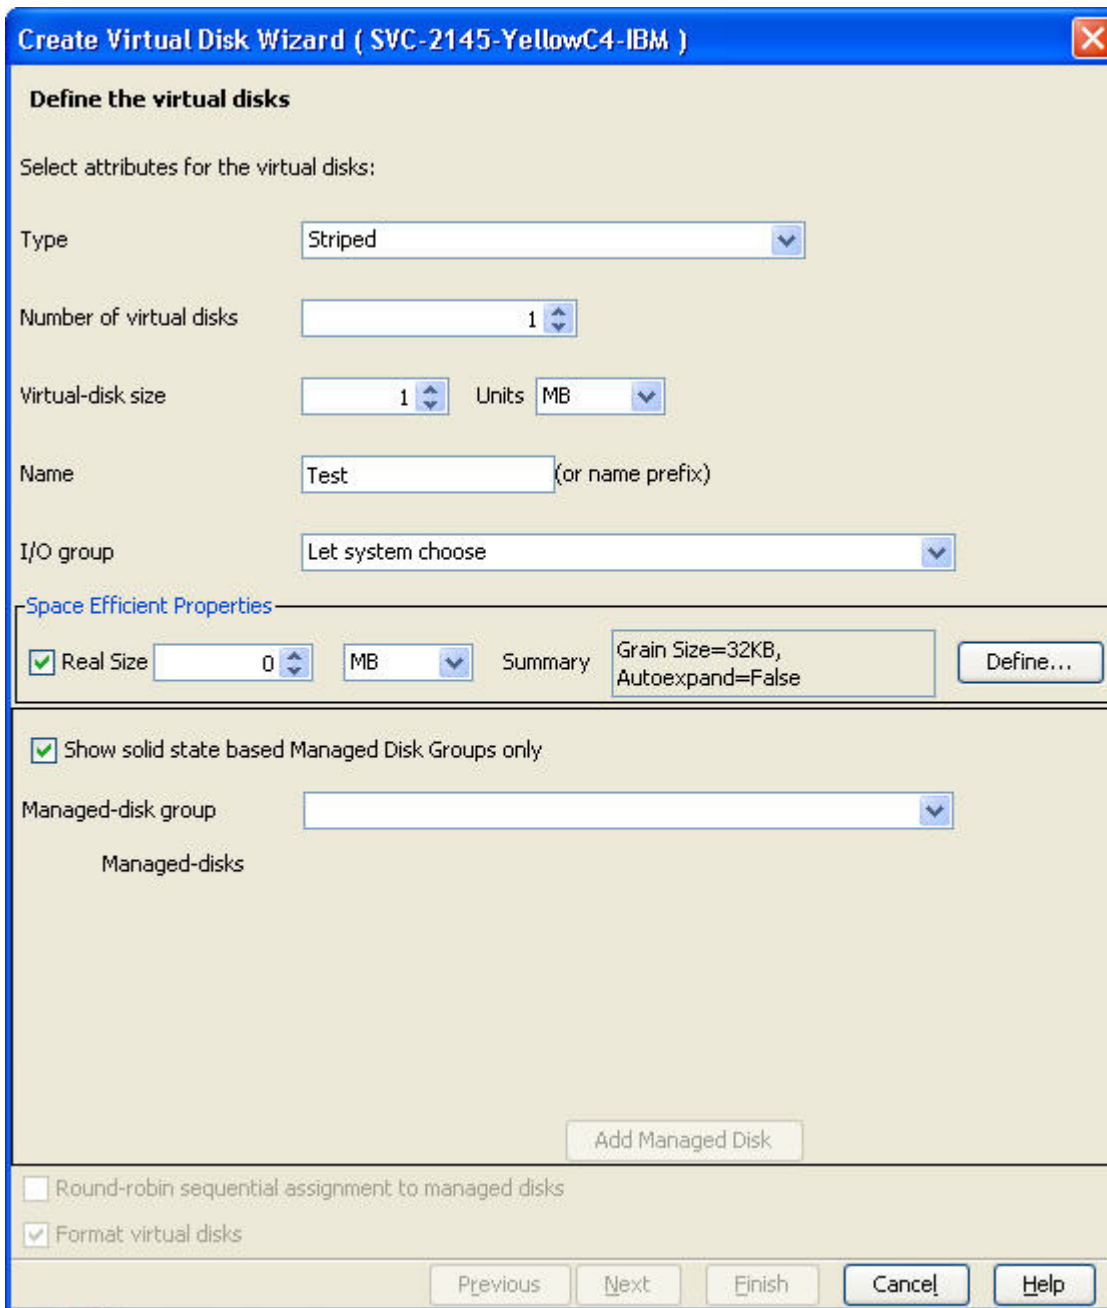 Create Virtual Disk Wizard ( SVC-2145-YellowC4-IBM )
Define the virtual disks
Select attributes for the virtual disks:
Type Striped
Number of virtual disks 1
Virtual-disk size 1 Units MB
Name Test (or name prefix)
I/O group Let system choose
Space Efficient Properties
Real Size 0 MB Summary Grain Size=32KB, Define...
Autoexpand=False
Show solid state based Managed Disk Groups only
Managed-disk group
Managed-disks
Add Managed Disk
Round-robin sequential assignment to managed disks
Format virtual disks
Previous Next Finish Cancel Help